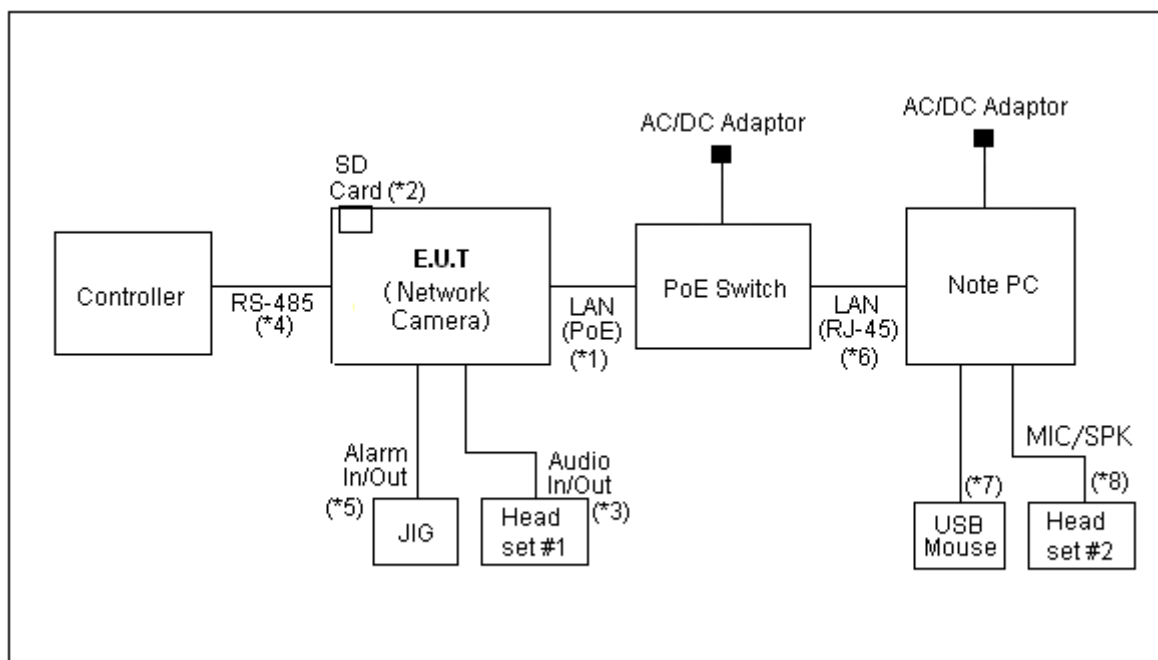 AC/DC Adaptor
AC/DC Adaptor
SD
Card (*2)
Controller
RS-485
(*4)
E.U.T
( Network
Camera)
LAN
(PoE)
(*1)
PoE Switch
LAN
(RJ-45)
(*6)
Note PC
Alarm
In/Out
(*5)
JIG
Audio
In/Out
(*3)
Head
set #1
(*7)
USB
Mouse
MIC/SPK
(*8)
Head
set #2